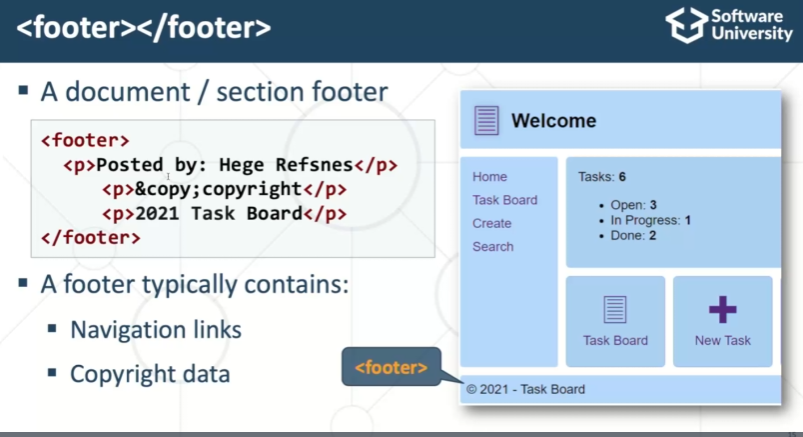 <footer></footer>
Software
University
▪ A document / section footer
<footer>
<p>Posted by: Hege Refsnes</p>
<p>&copy;copyright</p>
<p>2021 Task Board</p>
</footer>
▪ A footer typically contains:
▪ Navigation links
▪ Copyright data
Welcome
Home
Task Board
Create
Search
Tasks: 6
• Open: 3
• In Progress: 1
• Done: 2
Task Board
New Task
<footer>
© 2021 - Task Board